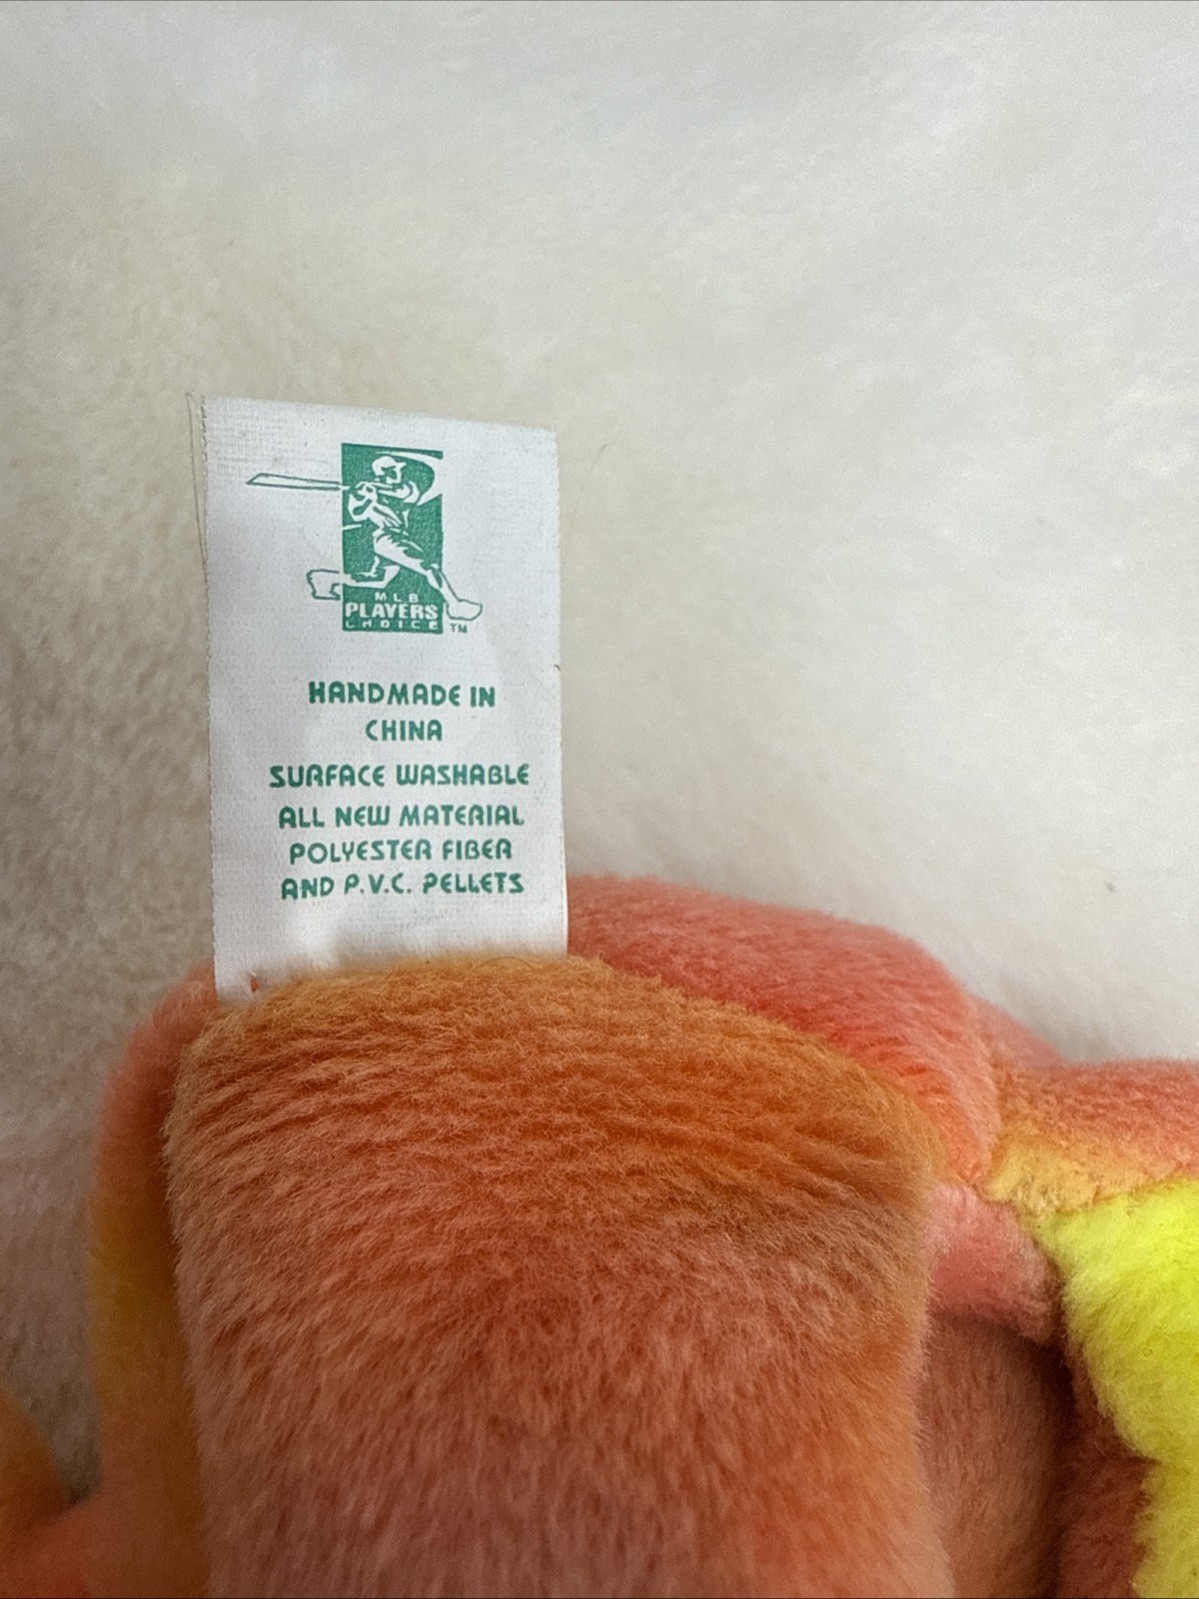 MLB
PLAYERS
CHOICE TM
HANDMADE IN
CHINA
SURFACE WASHABLE
ALL NEW MATERIAL
POLYESTER FIBER
AND P.V.C. PELLETS